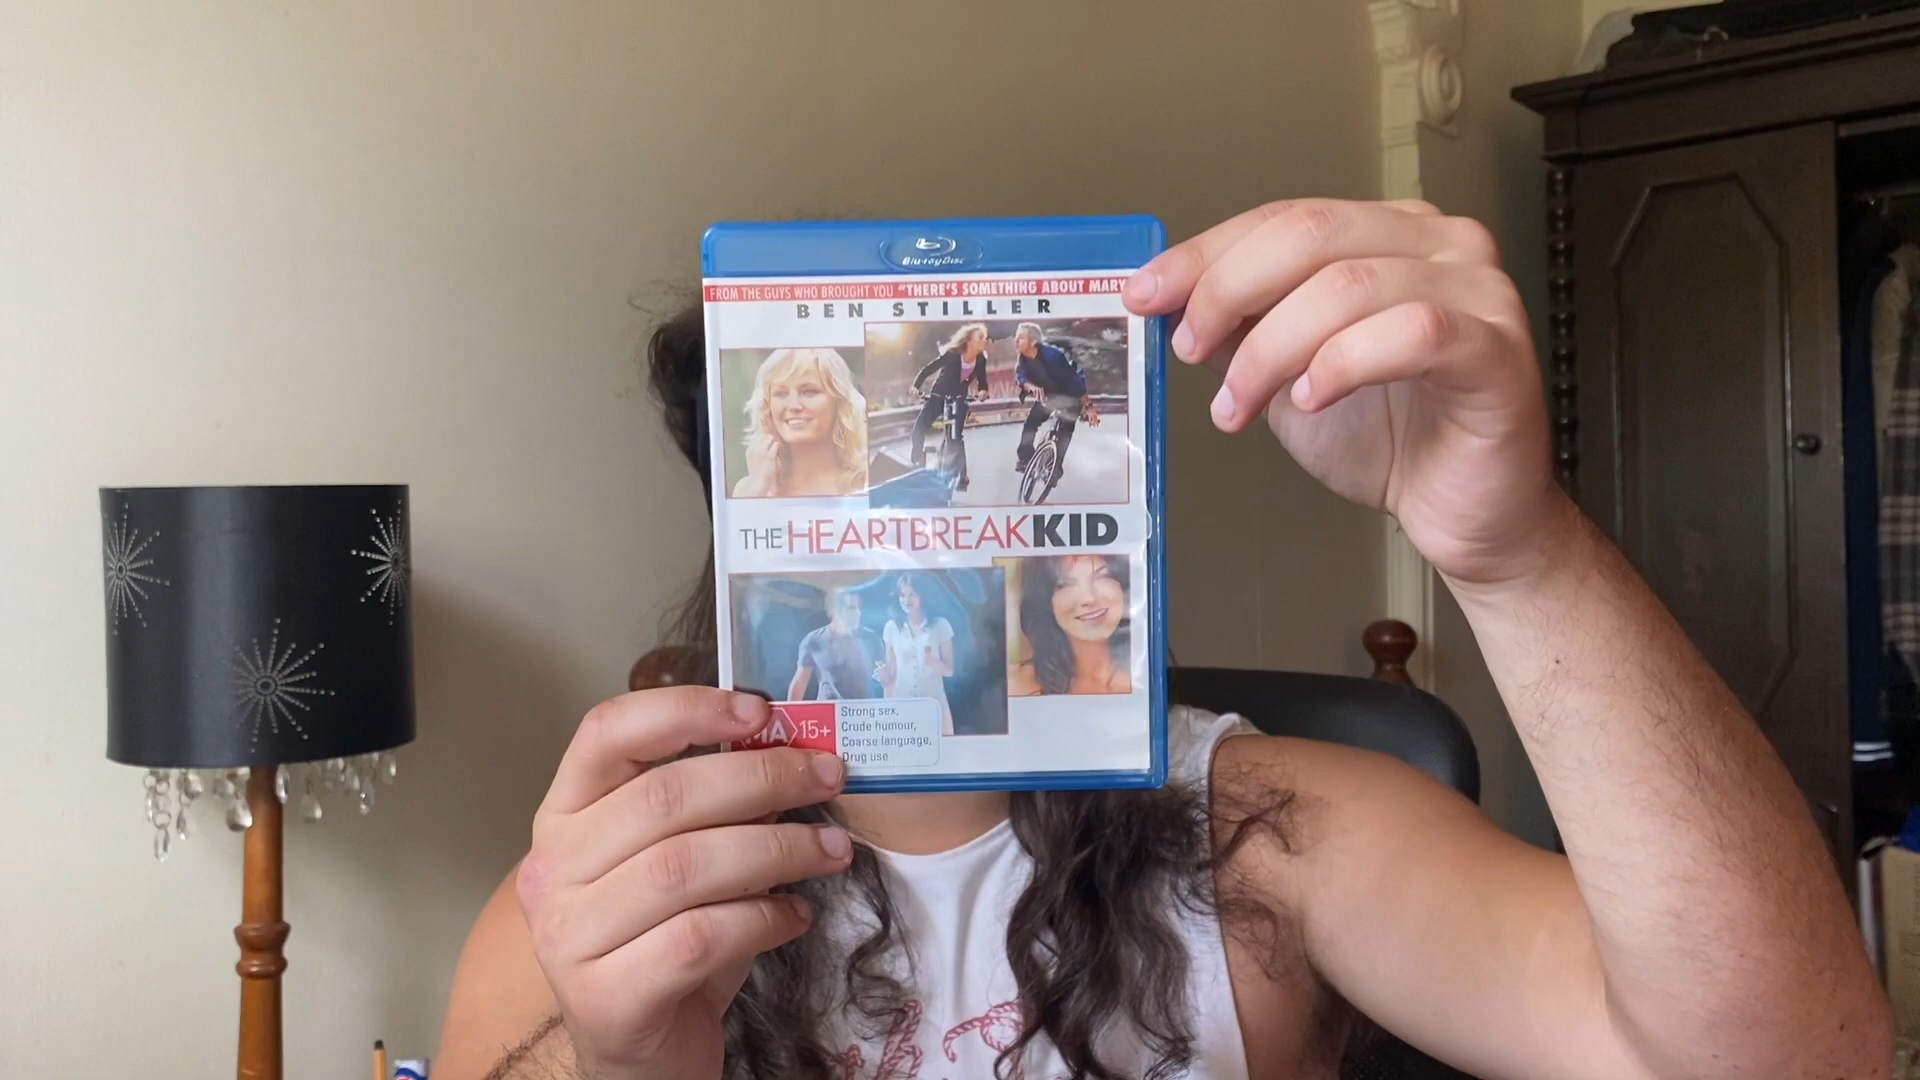 Blu-ray Disc
FROM THE GUYS WHO BROUGHT YOU "THERE'S SOMETHING ABOUT MARY
BEN STILLER
THE HEARTBREAK KID
MA 15+
Strong sex,
Crude humour,
Coarse language,
Drug use